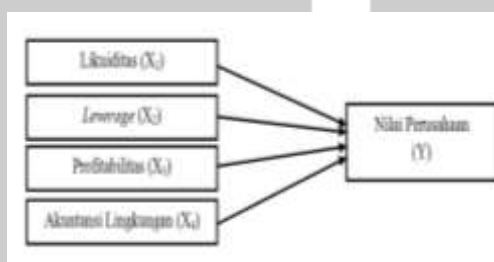 Likuiditas (X₁)
Leverage (X₂)
Profitabilitas (X₃)
Akuntansi Lingkungan (X₄)
Nilai Perusahaan
(Y)